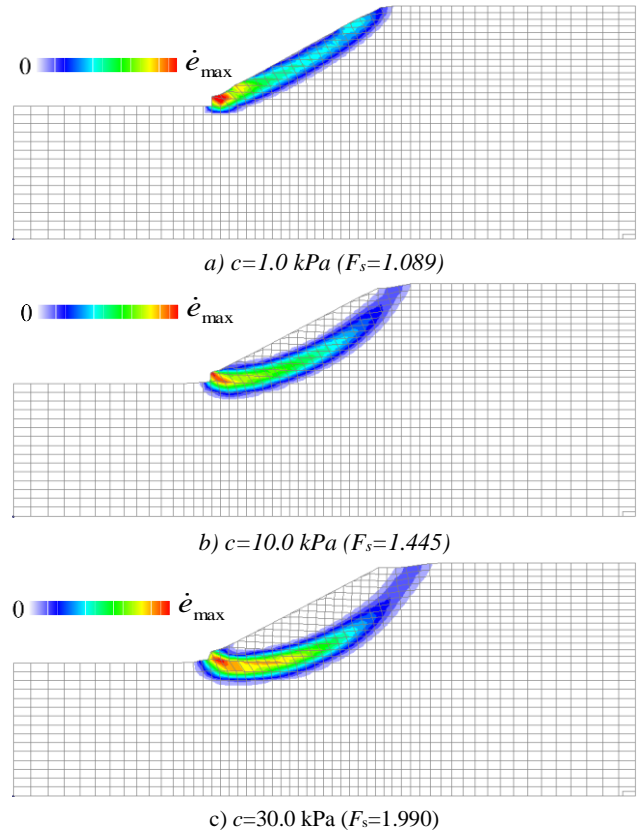 0 ė_max
a) c=1.0 kPa (F_s=1.089)
0 ė_max
b) c=10.0 kPa (F_s=1.445)
0 ė_max
c) c=30.0 kPa (F_s=1.990)